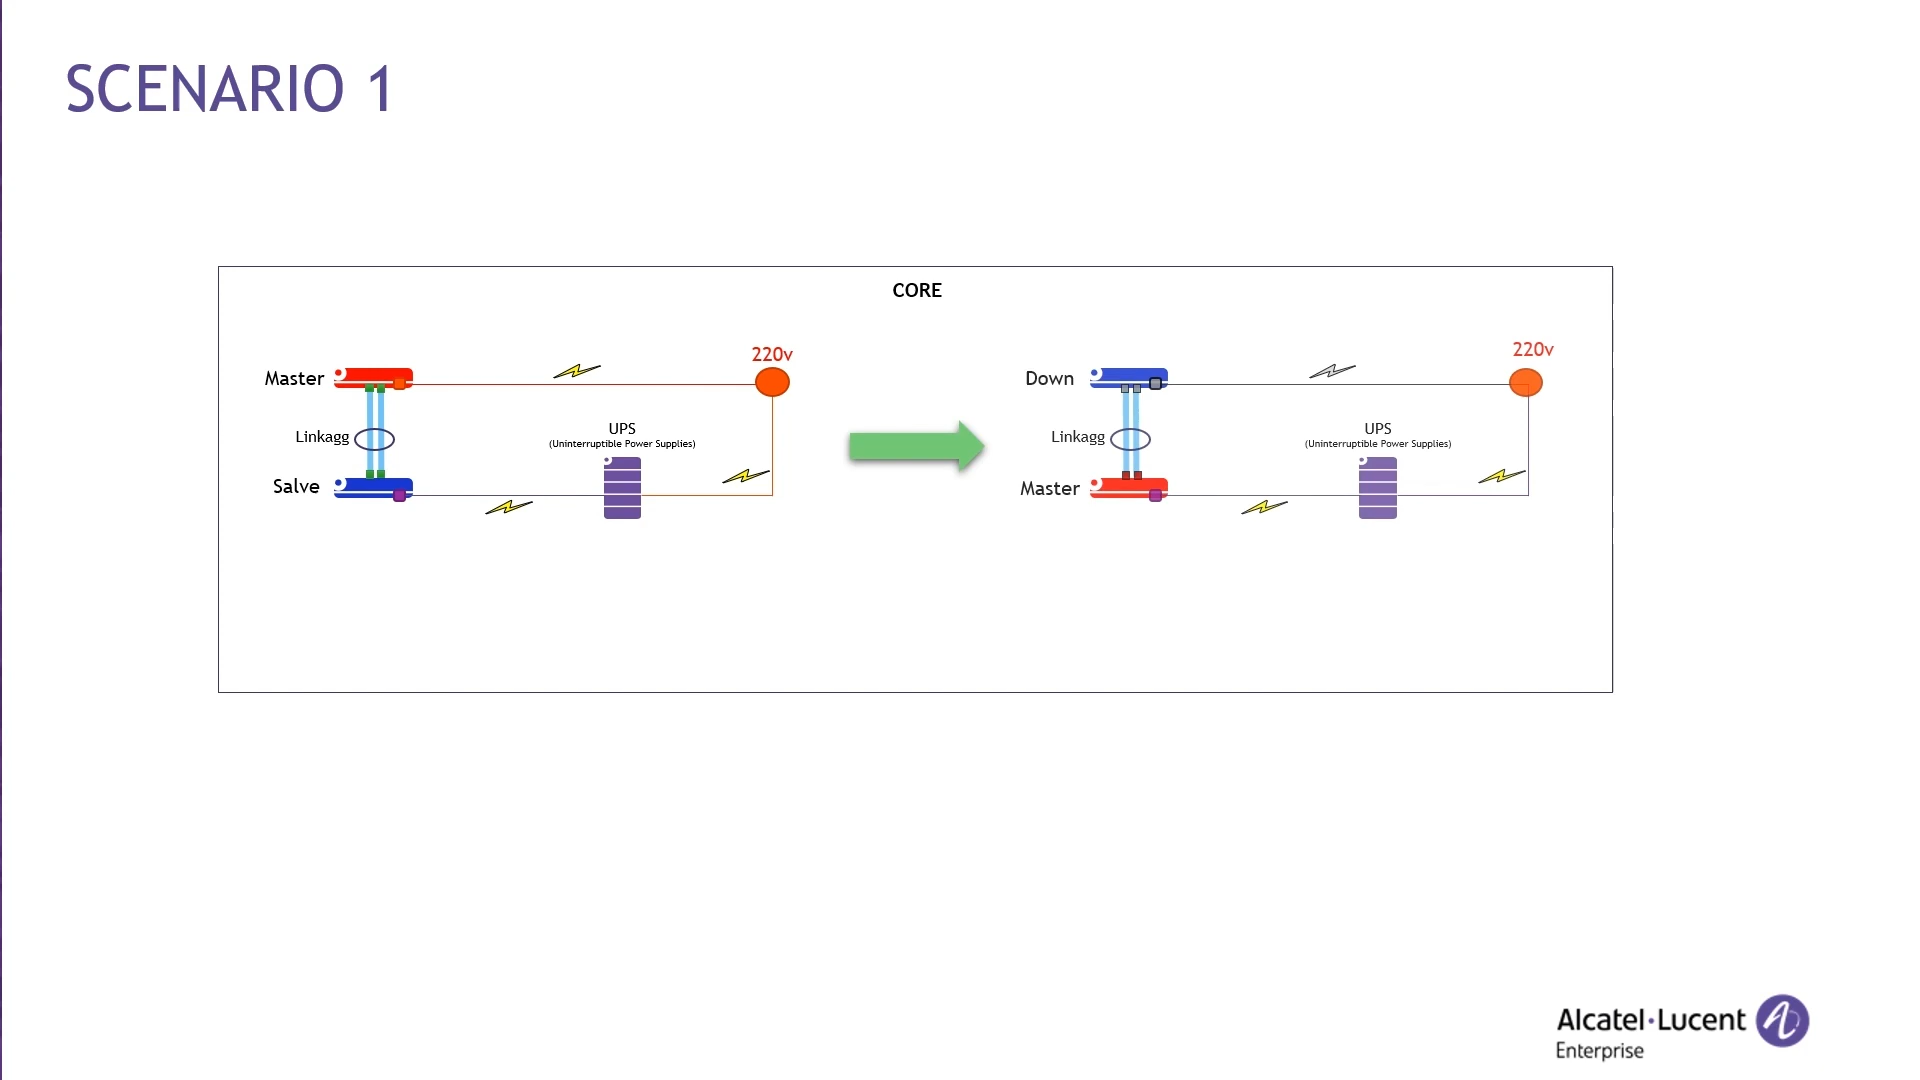 SCENARIO 1
CORE
220v
Master
Linkagg
UPS
(Uninterruptible Power Supplies)
Salve
220v
Down
Linkagg
UPS
(Uninterruptible Power Supplies)
Master
Alcatel·Lucent
Enterprise